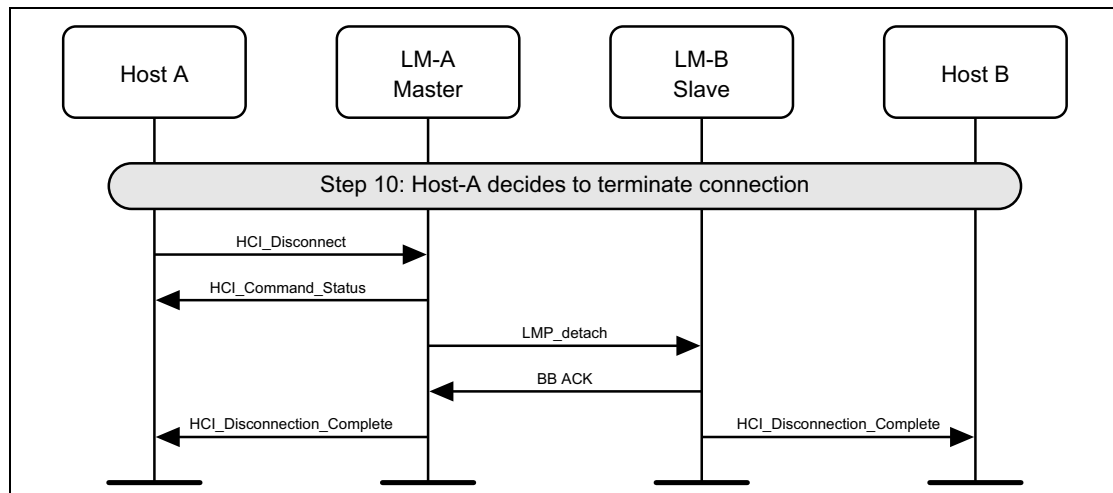 Host A
LM-A
Master
LM-B
Slave
Host B
Step 10: Host-A decides to terminate connection
HCI_Disconnect
HCI_Command_Status
LMP_detach
BB ACK
HCI_Disconnection_Complete
HCI_Disconnection_Complete